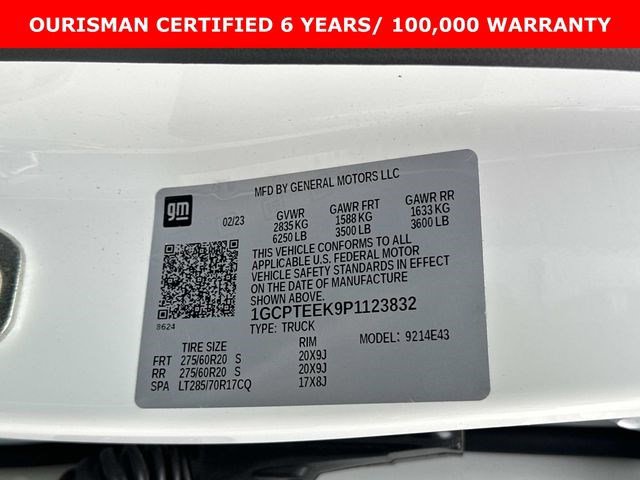 OURISMAN CERTIFIED 6 YEARS/ 100,000 WARRANTY
gm
MFD BY GENERAL MOTORS LLC
02/23 GVWR GAWR FRT GAWR RR
2835 KG 1588 KG 1633 KG
6250 LB 3500 LB 3600 LB
THIS VEHICLE CONFORMS TO ALL
APPLICABLE U.S. FEDERAL MOTOR
VEHICLE SAFETY STANDARDS IN EFFECT
ON THE DATE OF MANUFACTURE SHOWN ABOVE.
1GCPTEEK9P1123832
8624 TYPE: TRUCK MODEL: 9214E43
TIRE SIZE RIM
FRT 275/60R20 S 20X9J
RR 275/60R20 S 20X9J
SPA LT285/70R17CQ 17X8J